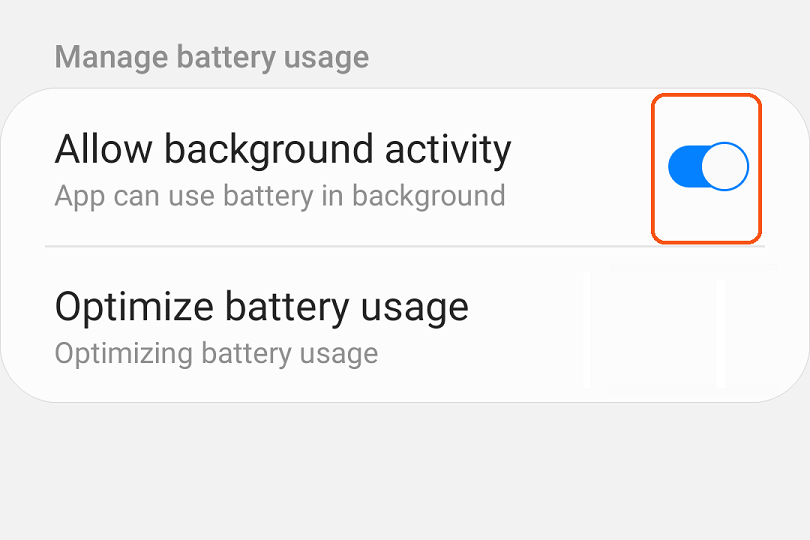 Manage battery usage
Allow background activity
App can use battery in background
Optimize battery usage
Optimizing battery usage